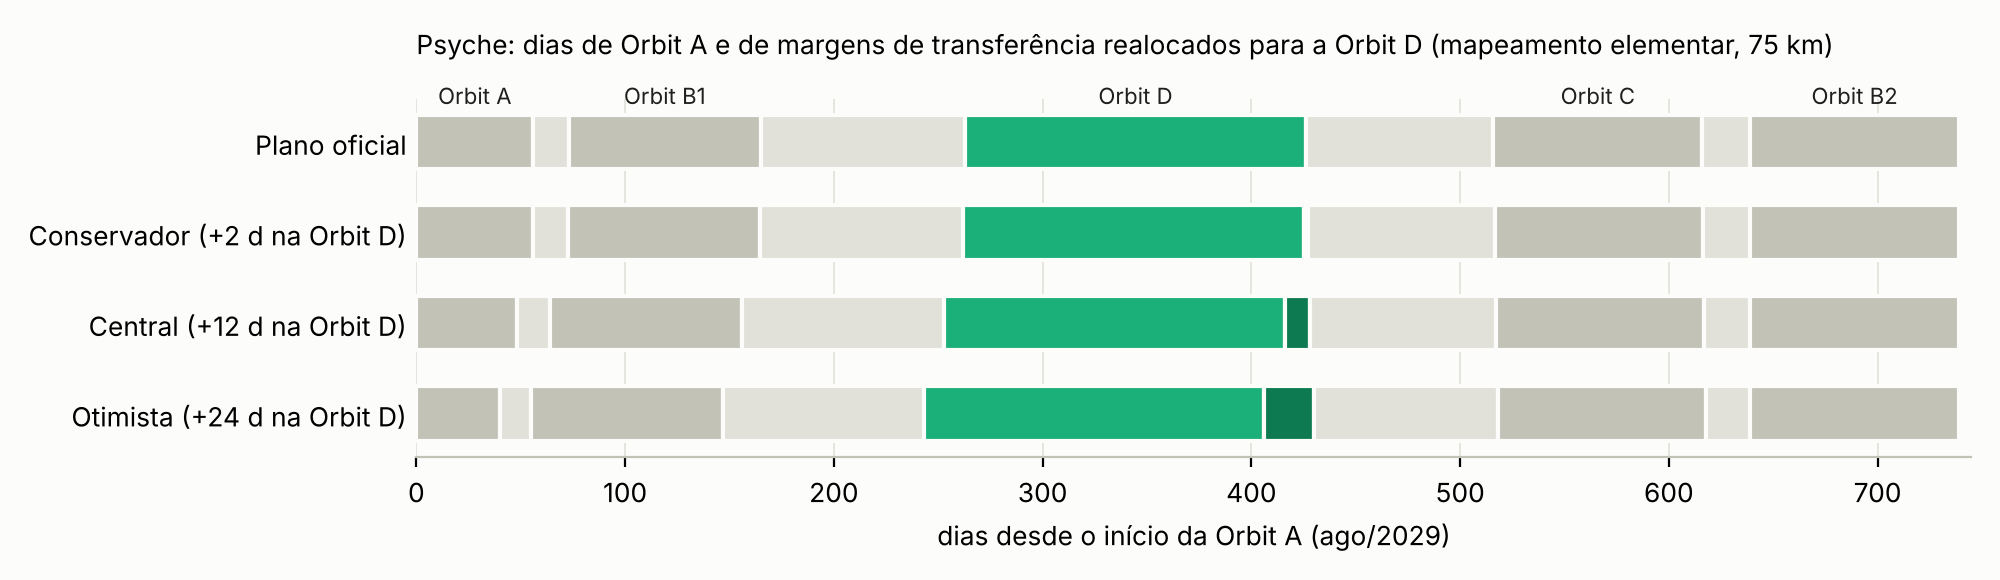 Psyche: dias de Orbit A e de margens de transferência realocados para a Orbit D (mapeamento elementar, 75 km)
Orbit A Orbit B1 Orbit D Orbit C Orbit B2
Plano oficial
Conservador (+2 d na Orbit D)
Central (+12 d na Orbit D)
Otimista (+24 d na Orbit D)
0 100 200 300 400 500 600 700
dias desde o início da Orbit A (ago/2029)